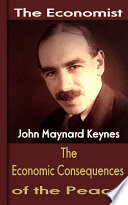 The Economist
John Maynard Keynes
The
Economic Consequences
of the Peace